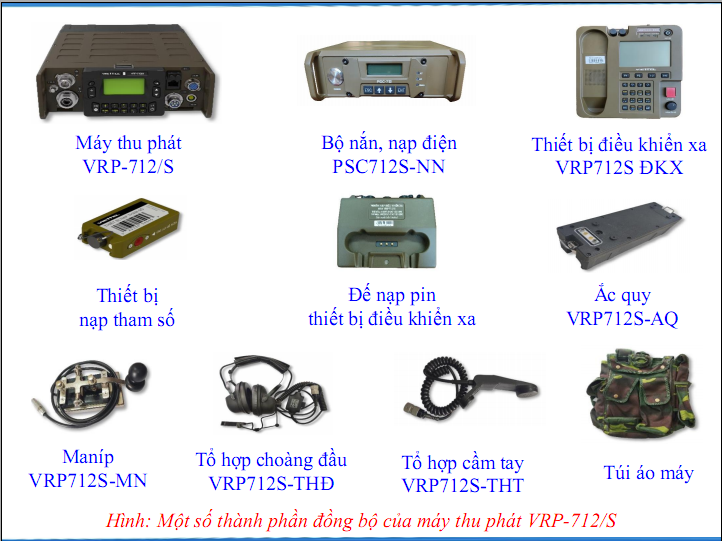 Máy thu phát
VRP-712/S
Bộ nắn, nạp điện
PSC712S-NN
Thiết bị điều khiển xa
VRP712S ĐKX
Thiết bị
nạp tham số
Đế nạp pin
thiết bị điều khiển xa
Ắc quy
VRP712S-AQ
Maníp
VRP712S-MN
Tổ hợp choàng đầu
VRP712S-THĐ
Tổ hợp cầm tay
VRP712S-THT
Túi áo máy
Hình: Một số thành phần đồng bộ của máy thu phát VRP-712/S